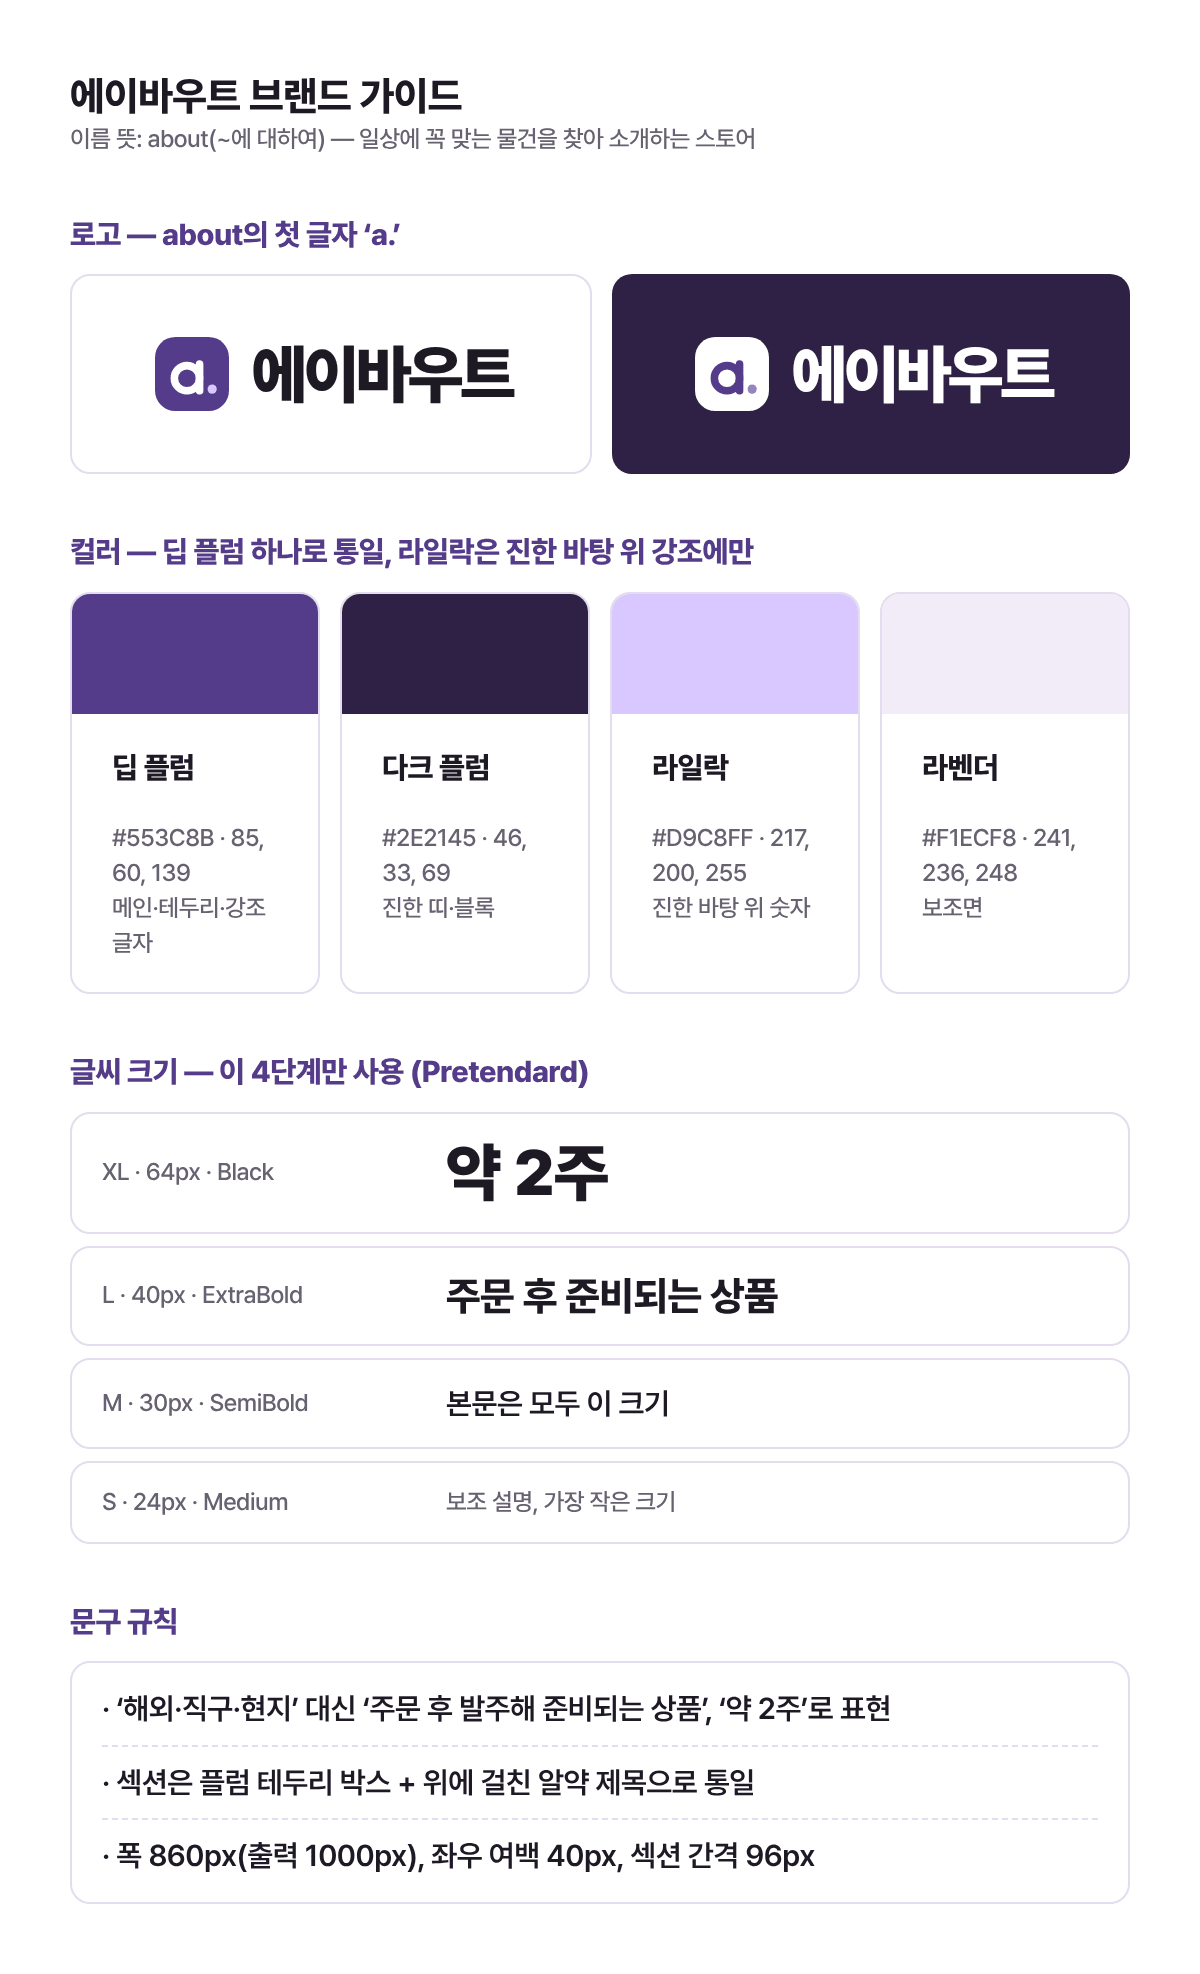 에이바우트 브랜드 가이드
이름 뜻: about(~에 대하여) — 일상에 꼭 맞는 물건을 찾아 소개하는 스토어
로고 — about의 첫 글자 ‘a.’
a. 에이바우트
a. 에이바우트
컬러 — 딥 플럼 하나로 통일, 라일락은 진한 바탕 위 강조에만
딥 플럼
#553C8B · 85,
60, 139
메인·테두리·강조
글자
다크 플럼
#2E2145 · 46,
33, 69
진한 띠·블록
라일락
#D9C8FF · 217,
200, 255
진한 바탕 위 숫자
라벤더
#F1ECF8 · 241,
236, 248
보조면
글씨 크기 — 이 4단계만 사용 (Pretendard)
XL · 64px · Black 약 2주
L · 40px · ExtraBold 주문 후 준비되는 상품
M · 30px · SemiBold 본문은 모두 이 크기
S · 24px · Medium 보조 설명, 가장 작은 크기
문구 규칙
· ‘해외·직구·현지’ 대신 ‘주문 후 발주해 준비되는 상품’, ‘약 2주’로 표현
· 섹션은 플럼 테두리 박스 + 위에 걸친 알약 제목으로 통일
· 폭 860px(출력 1000px), 좌우 여백 40px, 섹션 간격 96px